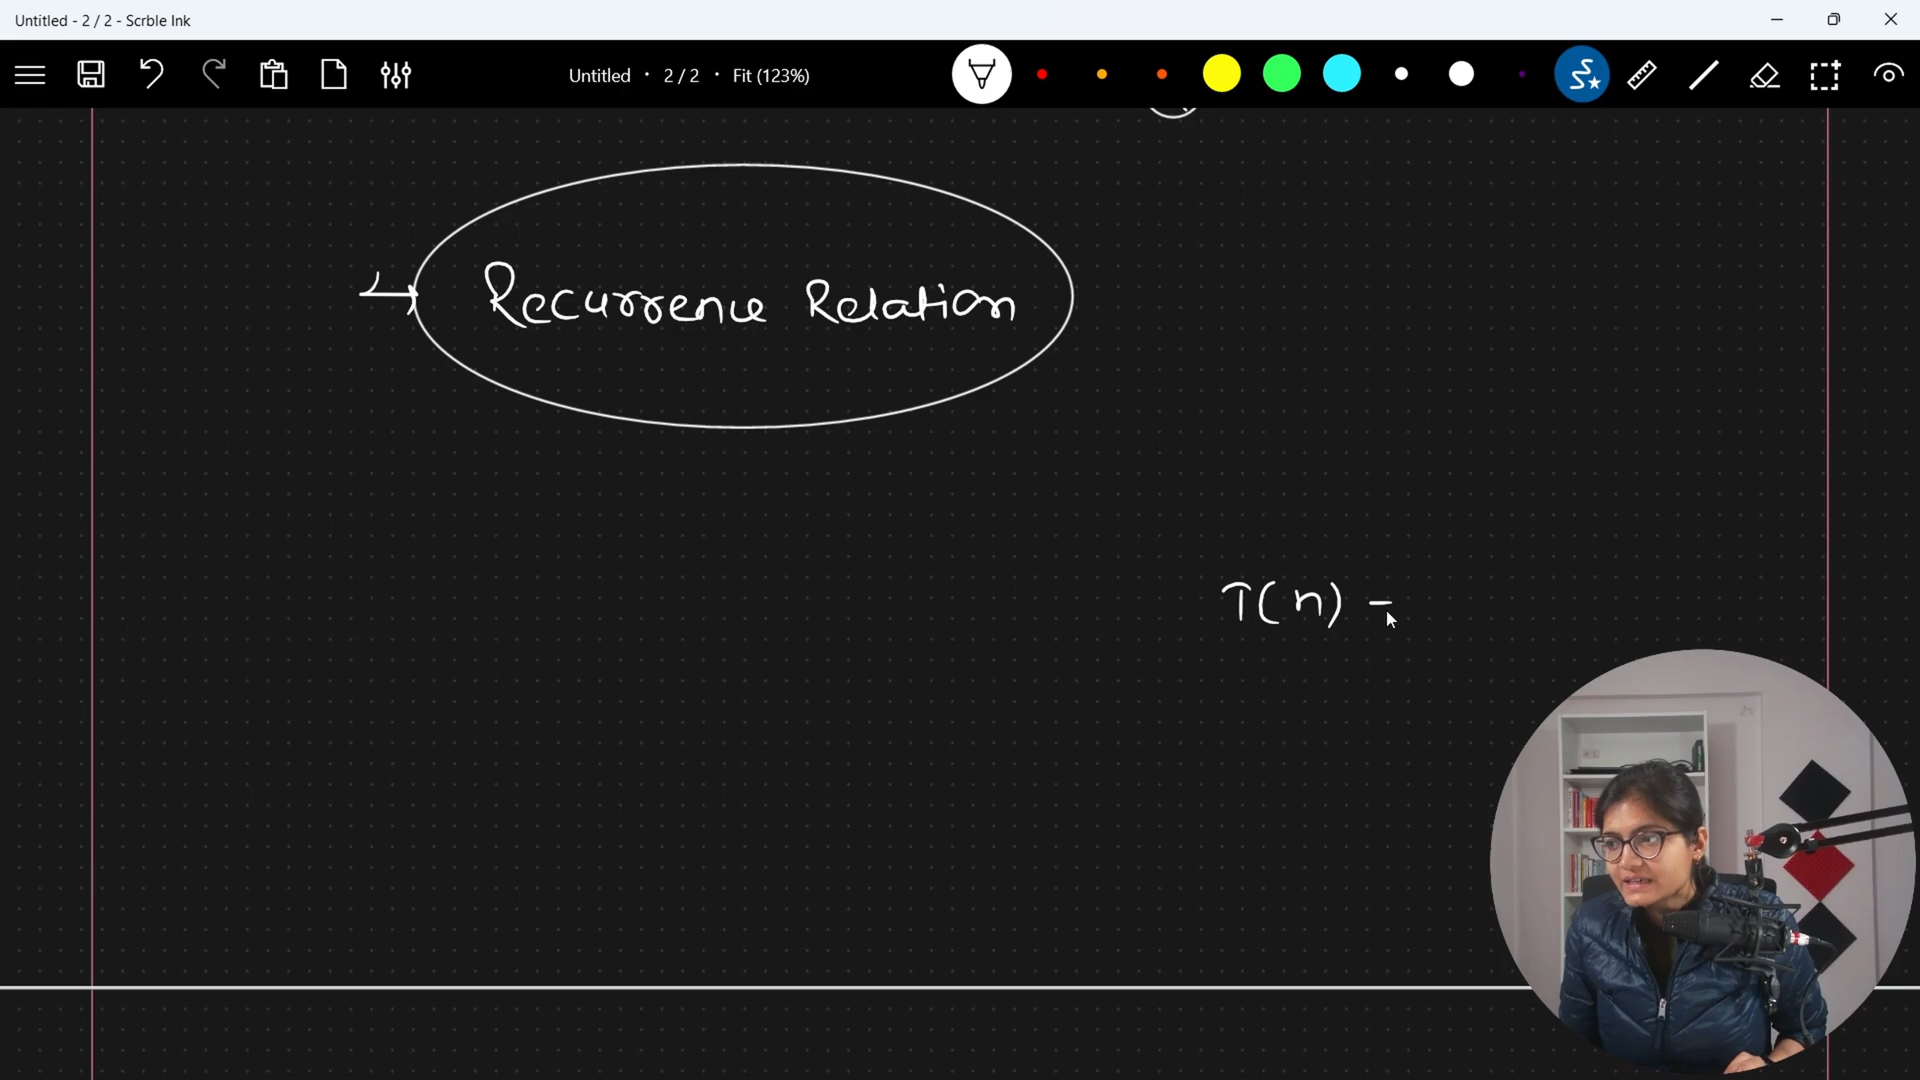 Untitled - 2 / 2 - Scrble Ink
Untitled • 2 / 2 • Fit (123%)
Recurrence Relation
T(n) -